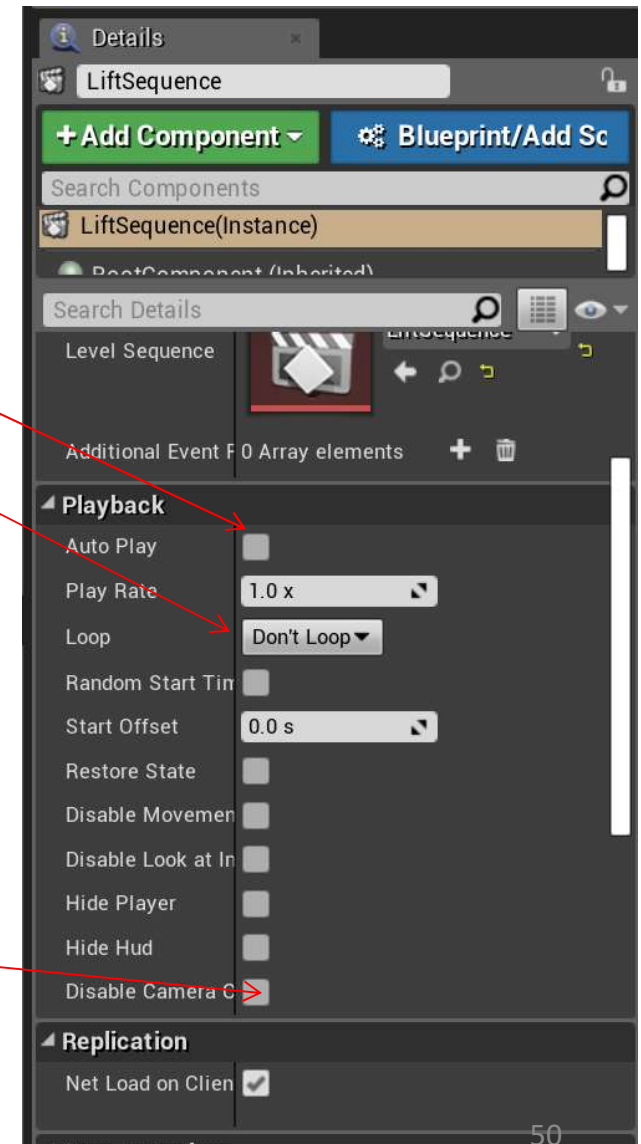 Details
LiftSequence
+Add Component
Blueprint/Add Sc
Search Components
LiftSequence(Instance)
RootComponent (Inherited)
Search Details
LiftSequence
Level Sequence
Additional Event R 0 Array elements
Playback
Auto Play
Play Rate 1.0 x
Loop Don't Loop
Random Start Tim
Start Offset 0.0 s
Restore State
Disable Movemen
Disable Look at In
Hide Player
Hide Hud
Disable Camera C
Replication
Net Load on Clien
50